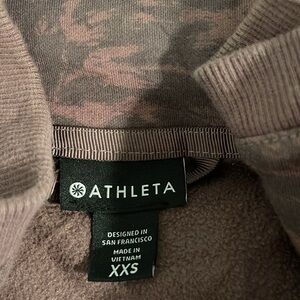 ATHLETA
DESIGNED IN
SAN FRANCISCO
MADE IN
VIETNAM
XXS